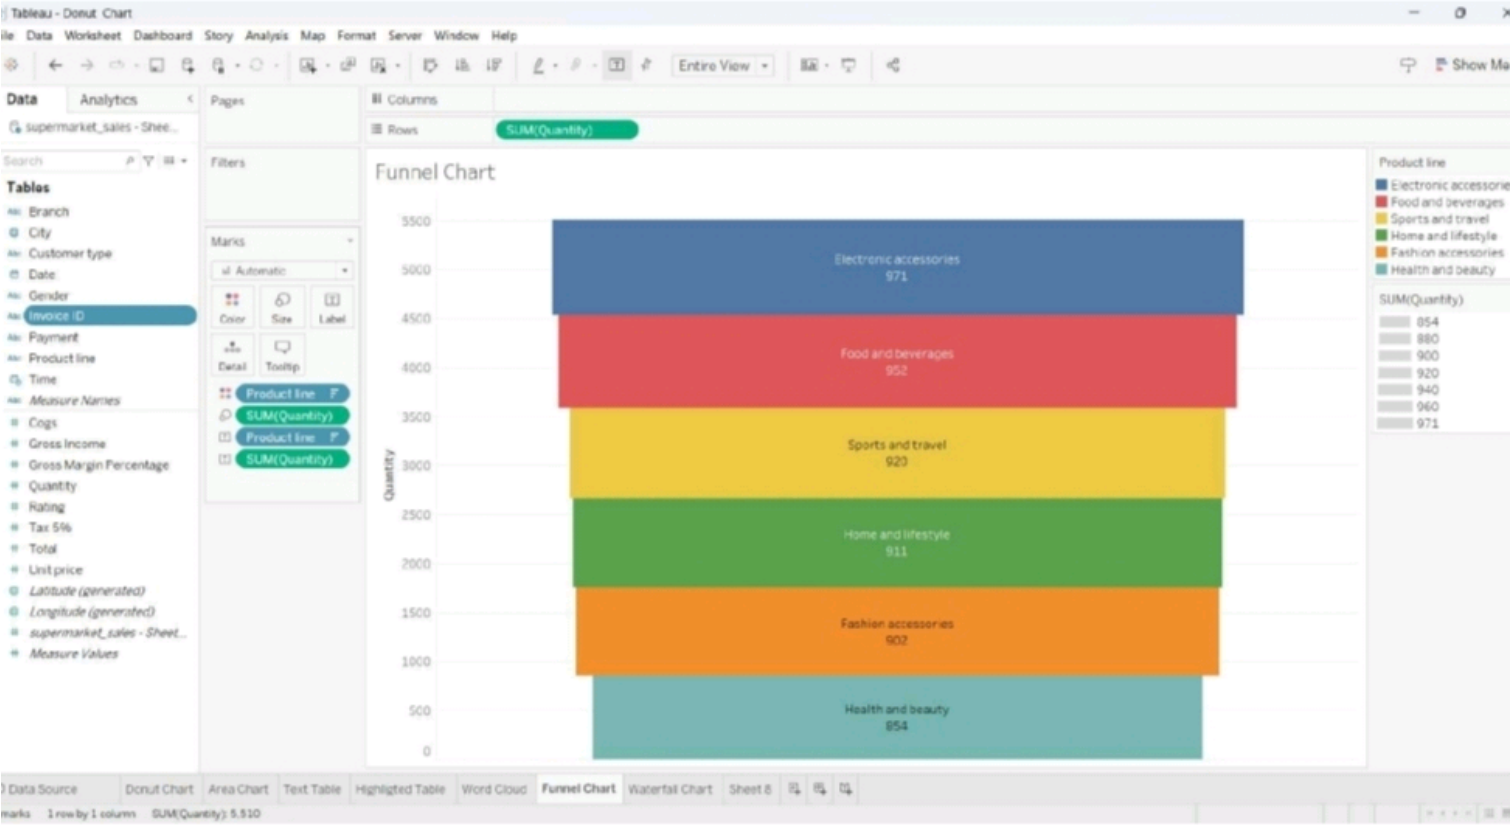 Tableau - Donut Chart
ile Data Worksheet Dashboard Story Analysis Map Format Server Window Help
Entire View
Show Me
Data Analytics
supermarket_sales - Shee...
Search
Tables
Branch
City
Customer type
Date
Gender
Invoice ID
Payment
Product line
Time
Measure Names
Cogs
Gross Income
Gross Margin Percentage
Quantity
Rating
Tax 5%
Total
Unit price
Latitude (generated)
Longitude (generated)
supermarket_sales - Sheet...
Measure Values
Pages
Filters
Marks
Automatic
Color Size Label
Detail Tooltip
Product line
SUM(Quantity)
Product line
SUM(Quantity)
Columns
Rows SUM(Quantity)
Funnel Chart
Quantity
5500
5000
4500
4000
3500
3000
2500
2000
1500
1000
500
0
Electronic accessories
971
Food and beverages
952
Sports and travel
920
Home and lifestyle
911
Fashion accessories
902
Health and beauty
854
Product line
Electronic accessorie
Food and beverages
Sports and travel
Home and lifestyle
Fashion accessories
Health and beauty
SUM(Quantity)
854
880
900
920
940
960
971
Data Source Donut Chart Area Chart Text Table Highligted Table Word Cloud Funnel Chart Waterfall Chart Sheet 8
marks 1 row by 1 column SUM(Quantity): 5,510